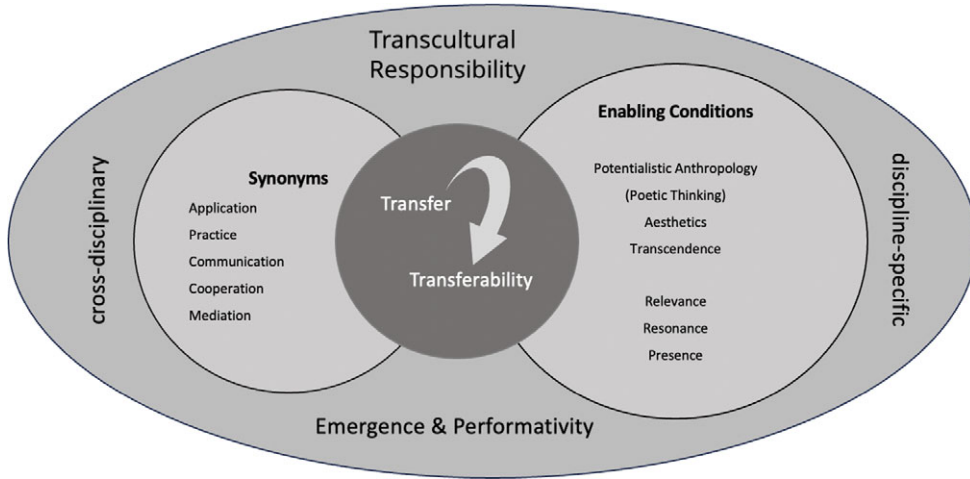 Transcultural
Responsibility
cross-disciplinary
Synonyms
Application
Practice
Communication
Cooperation
Mediation
Transfer
Transferability
Enabling Conditions
Potentialistic Anthropology
(Poetic Thinking)
Aesthetics
Transcendence
Relevance
Resonance
Presence
discipline-specific
Emergence & Performativity